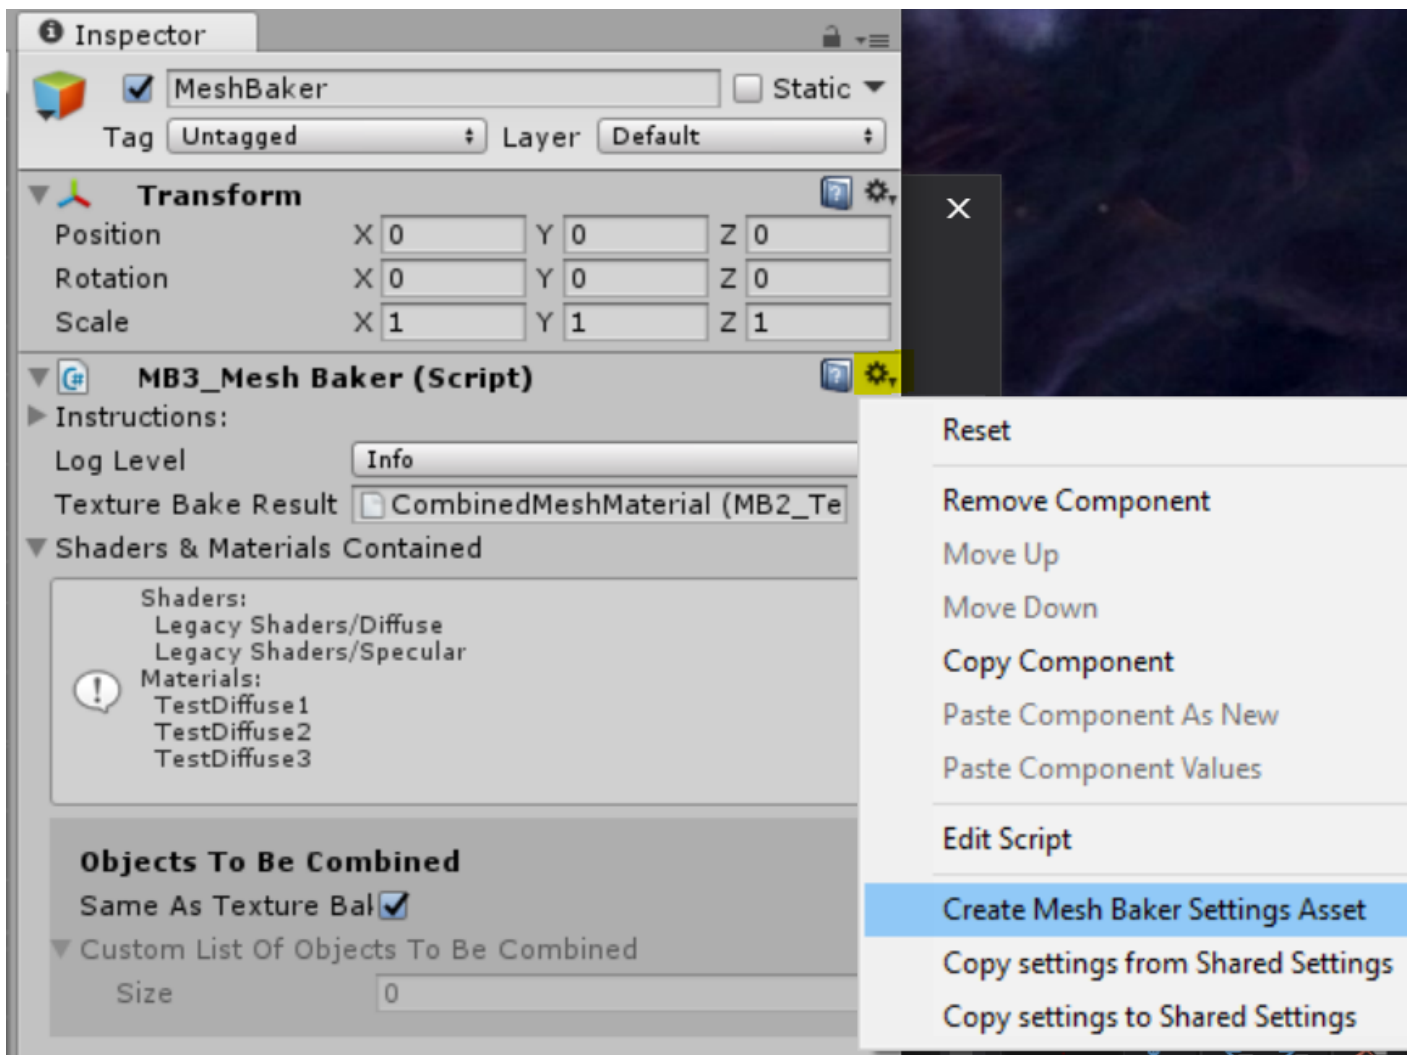 Inspector
MeshBaker
Static
Tag Untagged Layer Default
Transform
Position X 0 Y 0 Z 0
Rotation X 0 Y 0 Z 0
Scale X 1 Y 1 Z 1
MB3_Mesh Baker (Script)
Instructions:
Log Level Info
Texture Bake Result CombinedMeshMaterial (MB2_Te
Shaders & Materials Contained
Shaders:
Legacy Shaders/Diffuse
Legacy Shaders/Specular
Materials:
TestDiffuse1
TestDiffuse2
TestDiffuse3
Objects To Be Combined
Same As Texture Bak
Custom List Of Objects To Be Combined
Size 0
Reset
Remove Component
Move Up
Move Down
Copy Component
Paste Component As New
Paste Component Values
Edit Script
Create Mesh Baker Settings Asset
Copy settings from Shared Settings
Copy settings to Shared Settings